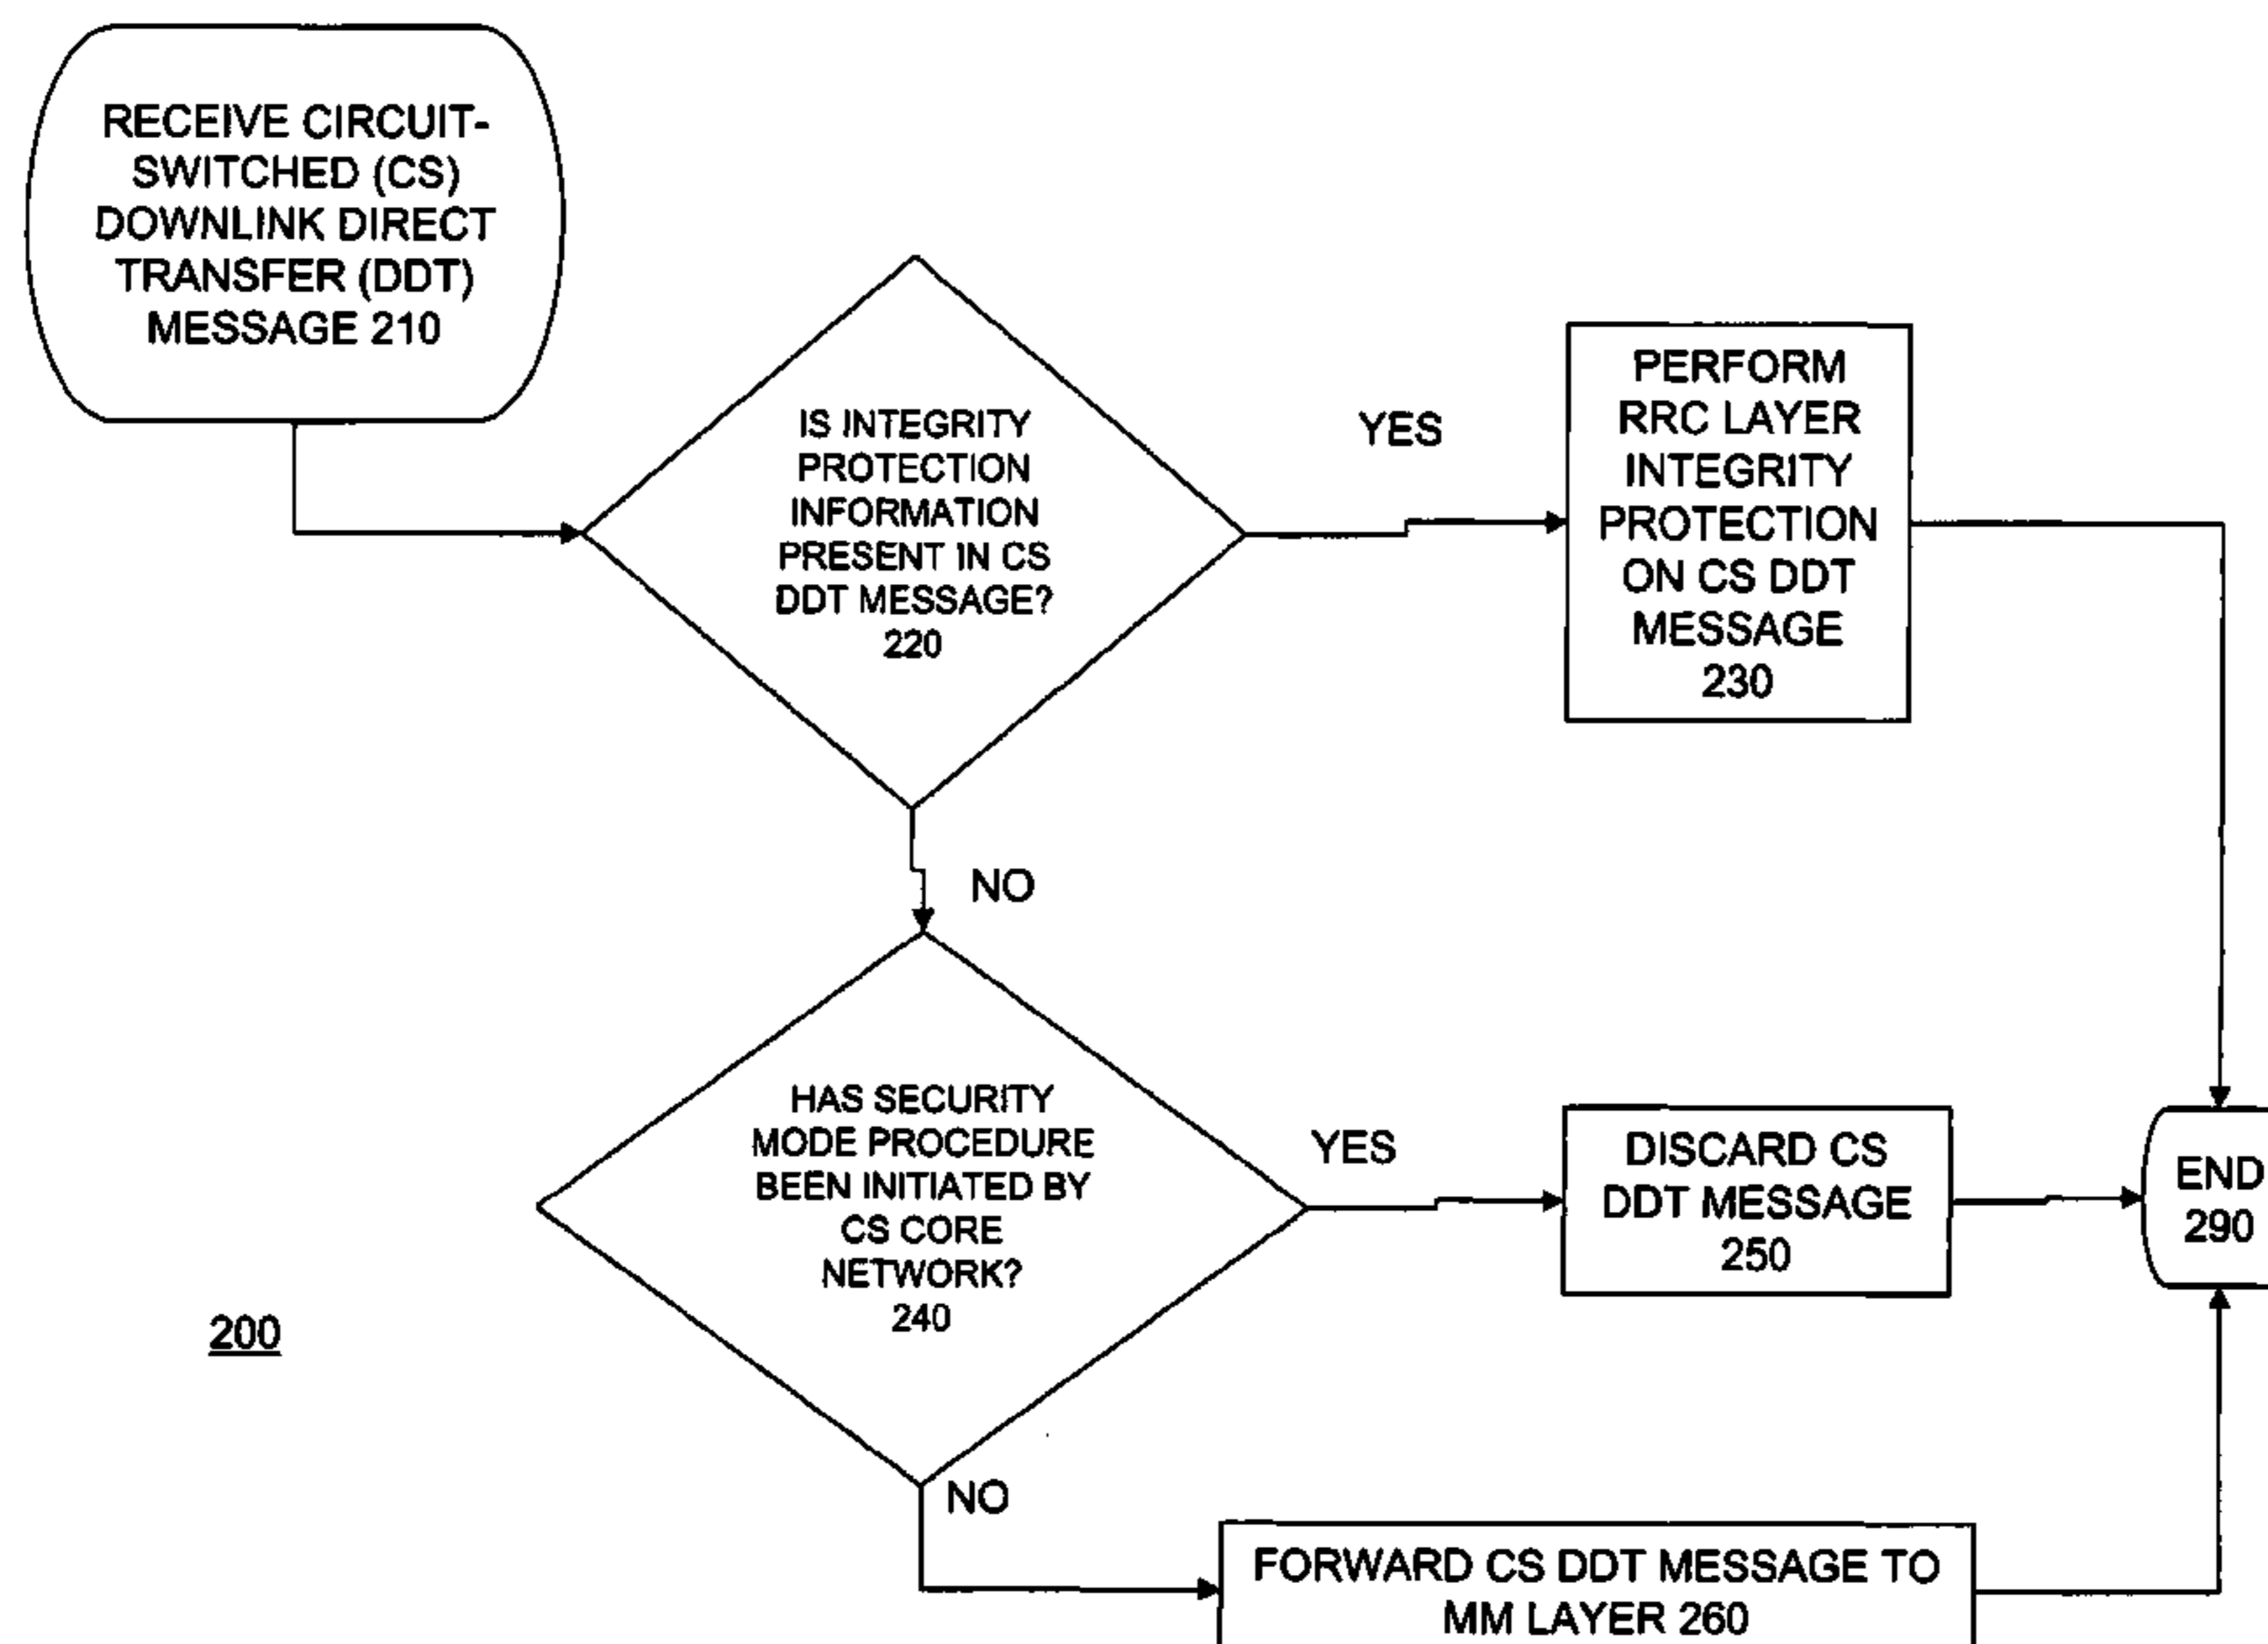 RECEIVE CIRCUIT-
SWITCHED (CS)
DOWNLINK DIRECT
TRANSFER (DDT)
MESSAGE 210
IS INTEGRITY
PROTECTION
INFORMATION
PRESENT IN CS
DDT MESSAGE?
220
YES
PERFORM
RRC LAYER
INTEGRITY
PROTECTION
ON CS DDT
MESSAGE
230
NO
HAS SECURITY
MODE PROCEDURE
BEEN INITIATED BY
CS CORE
NETWORK?
240
YES
DISCARD CS
DDT MESSAGE
250
END
290
200
NO
FORWARD CS DDT MESSAGE TO
MM LAYER 260